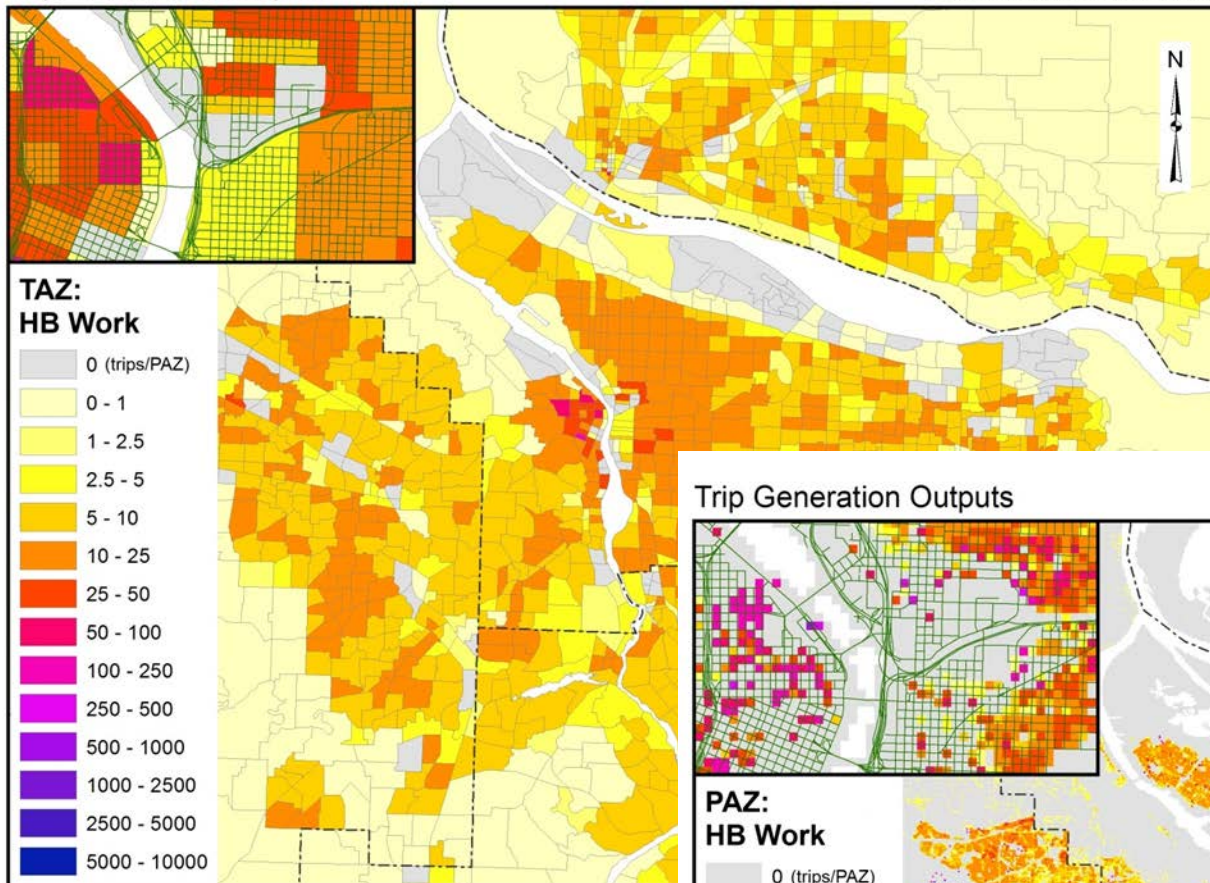 N
TAZ:
HB Work
0 (trips/PAZ)
0 - 1
1 - 2.5
2.5 - 5
5 - 10
10 - 25
25 - 50
50 - 100
100 - 250
250 - 500
500 - 1000
1000 - 2500
2500 - 5000
5000 - 10000
Trip Generation Outputs
PAZ:
HB Work
0 (trips/PAZ)